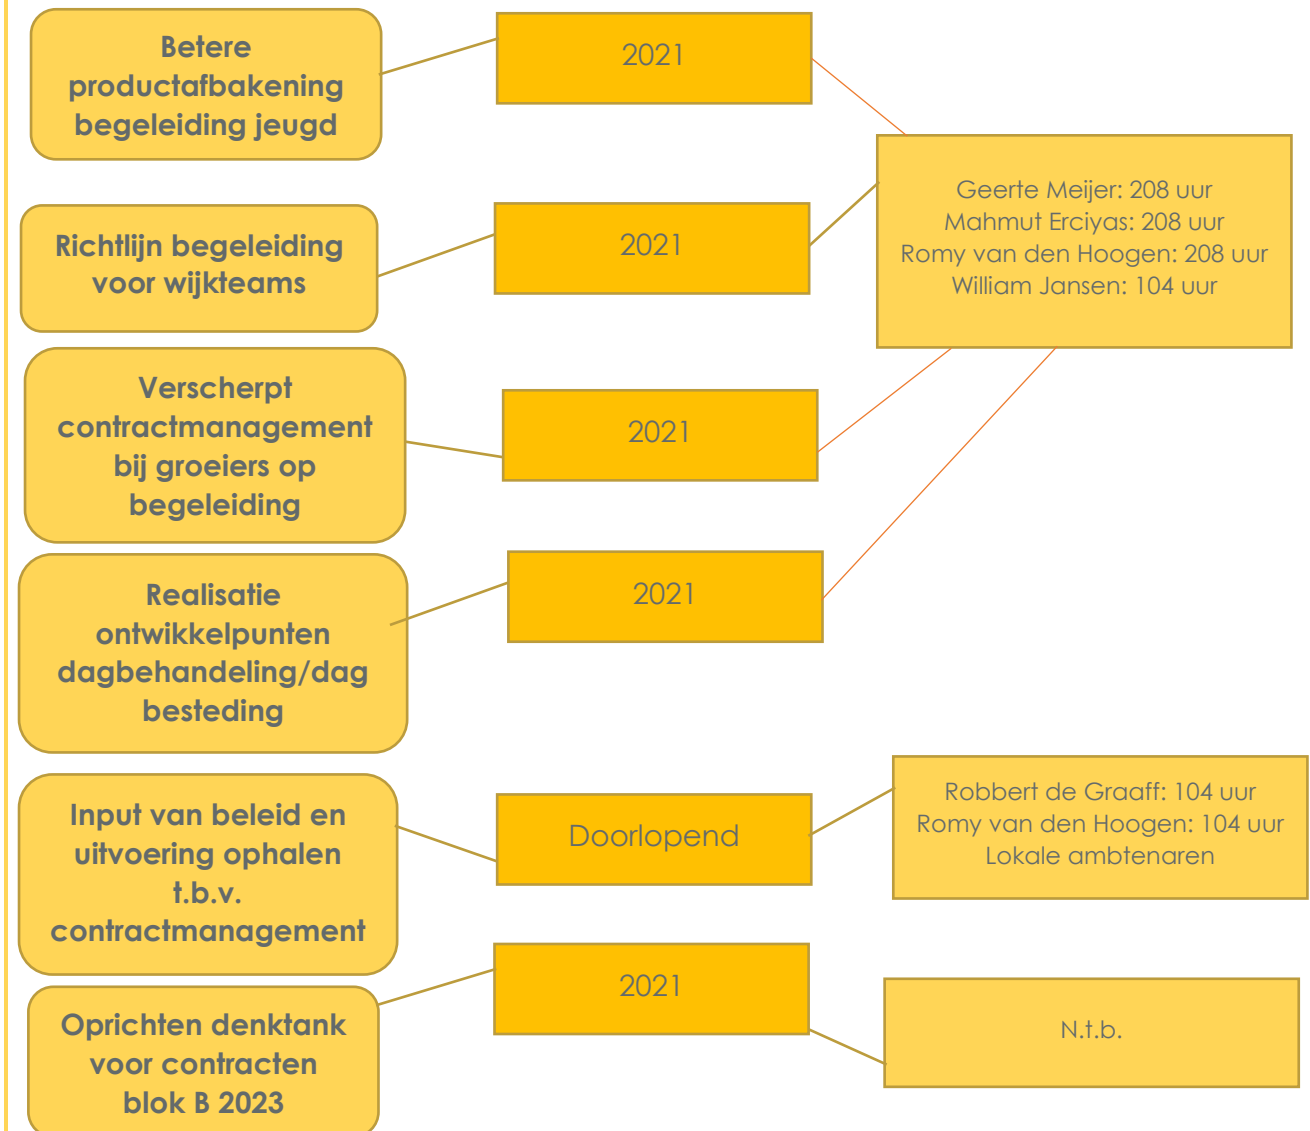 Betere
productafbakening
begeleiding jeugd
2021
Geerte Meijer: 208 uur
Mahmut Erciyas: 208 uur
Romy van den Hoogen: 208 uur
William Jansen: 104 uur
Richtlijn begeleiding
voor wijkteams
2021
Verscherpt
contractmanagement
bij groeiers op
begeleiding
2021
Realisatie
ontwikkelpunten
dagbehandeling/dag
besteding
2021
Input van beleid en
uitvoering ophalen
t.b.v.
contractmanagement
Doorlopend
Robbert de Graaff: 104 uur
Romy van den Hoogen: 104 uur
Lokale ambtenaren
Oprichten denktank
voor contracten
blok B 2023
2021
N.t.b.